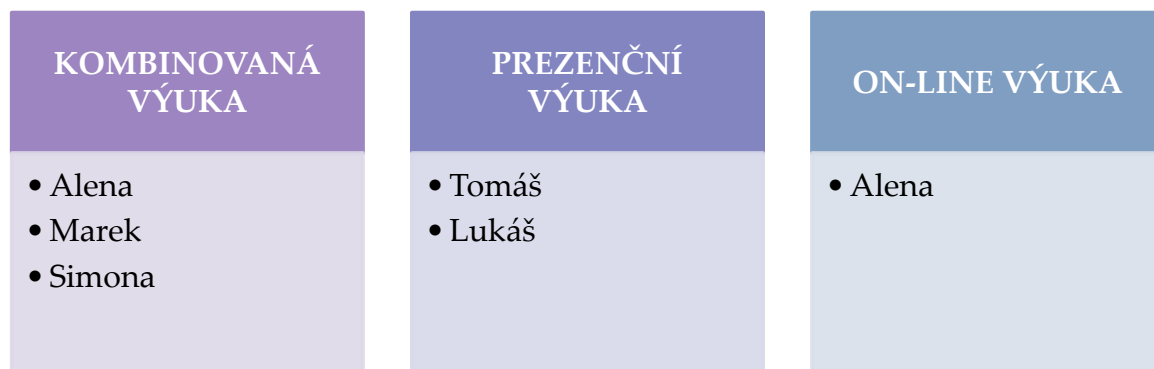 KOMBINOVANÁ
VÝUKA
• Alena
• Marek
• Simona
PREZENČNÍ
VÝUKA
• Tomáš
• Lukáš
ON-LINE VÝUKA
• Alena